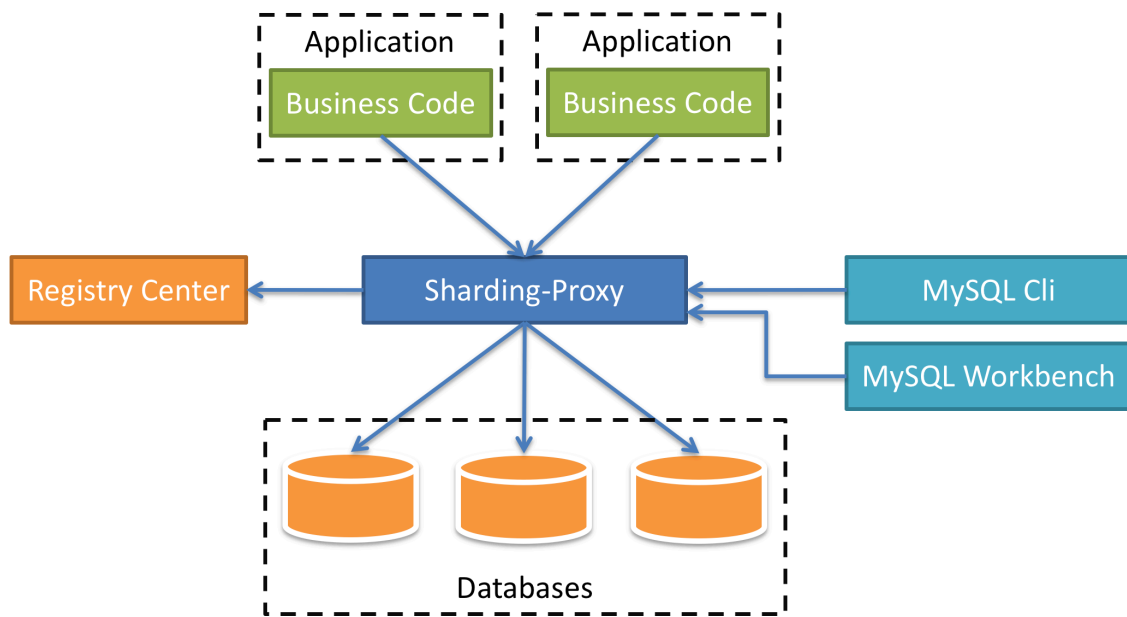 Application
Application
Business Code
Business Code
Registry Center
Sharding-Proxy
MySQL Cli
MySQL Workbench
Databases